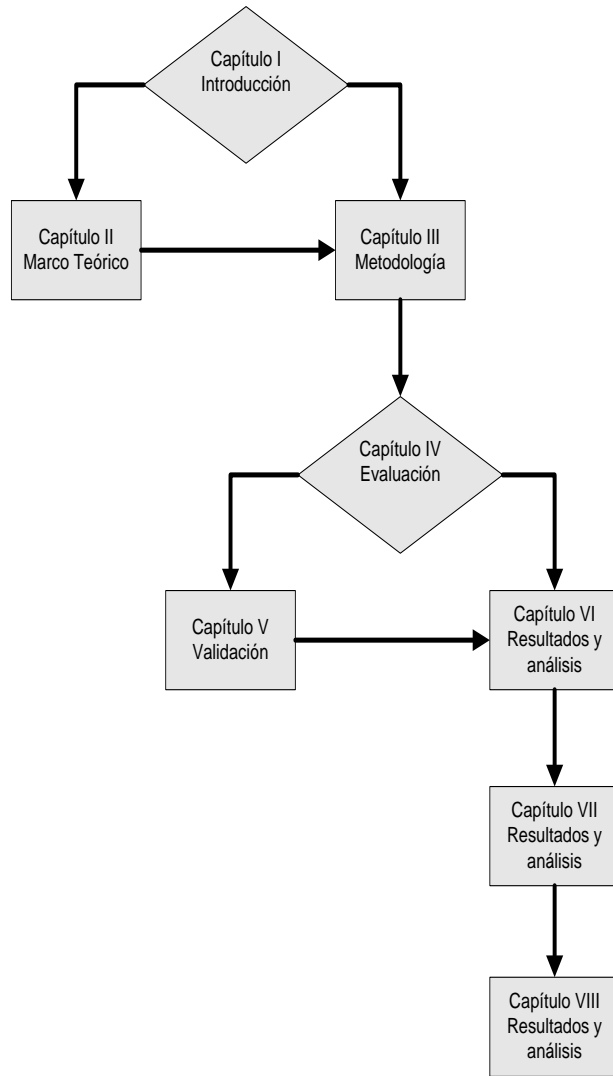 Capítulo I
Introducción
Capítulo II
Marco Teórico
Capítulo III
Metodología
Capítulo IV
Evaluación
Capítulo V
Validación
Capítulo VI
Resultados y
análisis
Capítulo VII
Resultados y
análisis
Capítulo VIII
Resultados y
análisis